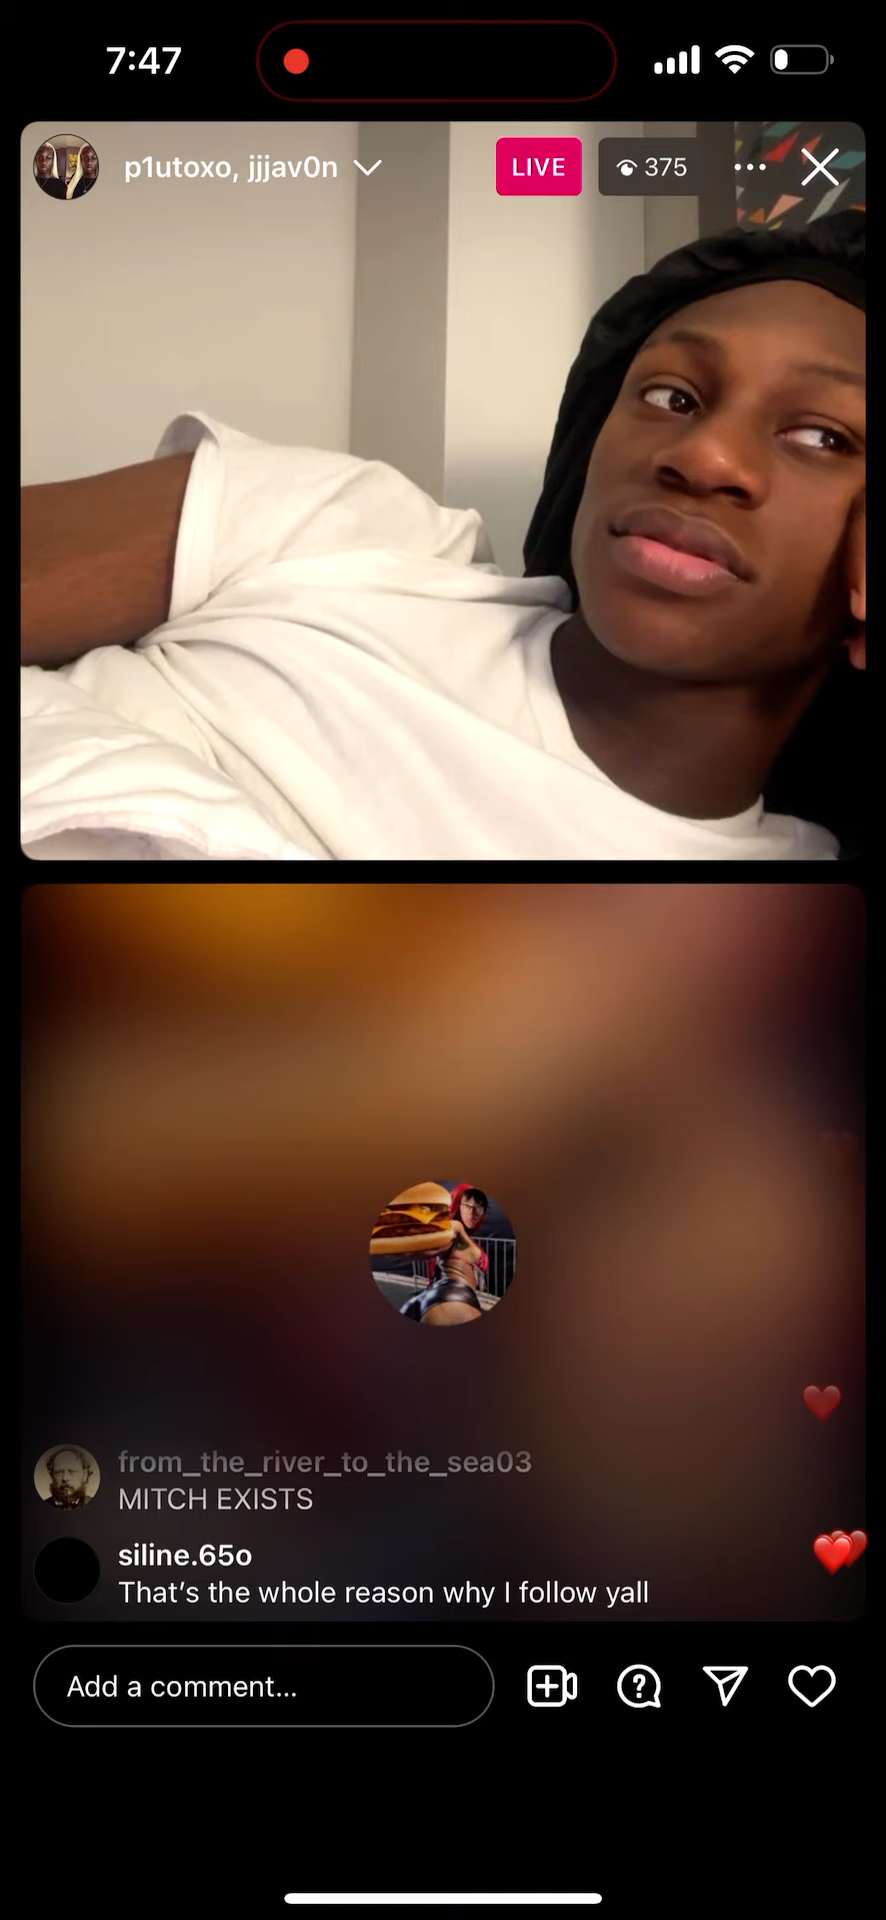 7:47
p1utoxo, jjjav0n
LIVE
375
from_the_river_to_the_sea03
MITCH EXISTS
siline.65o
That’s the whole reason why I follow yall
Add a comment...